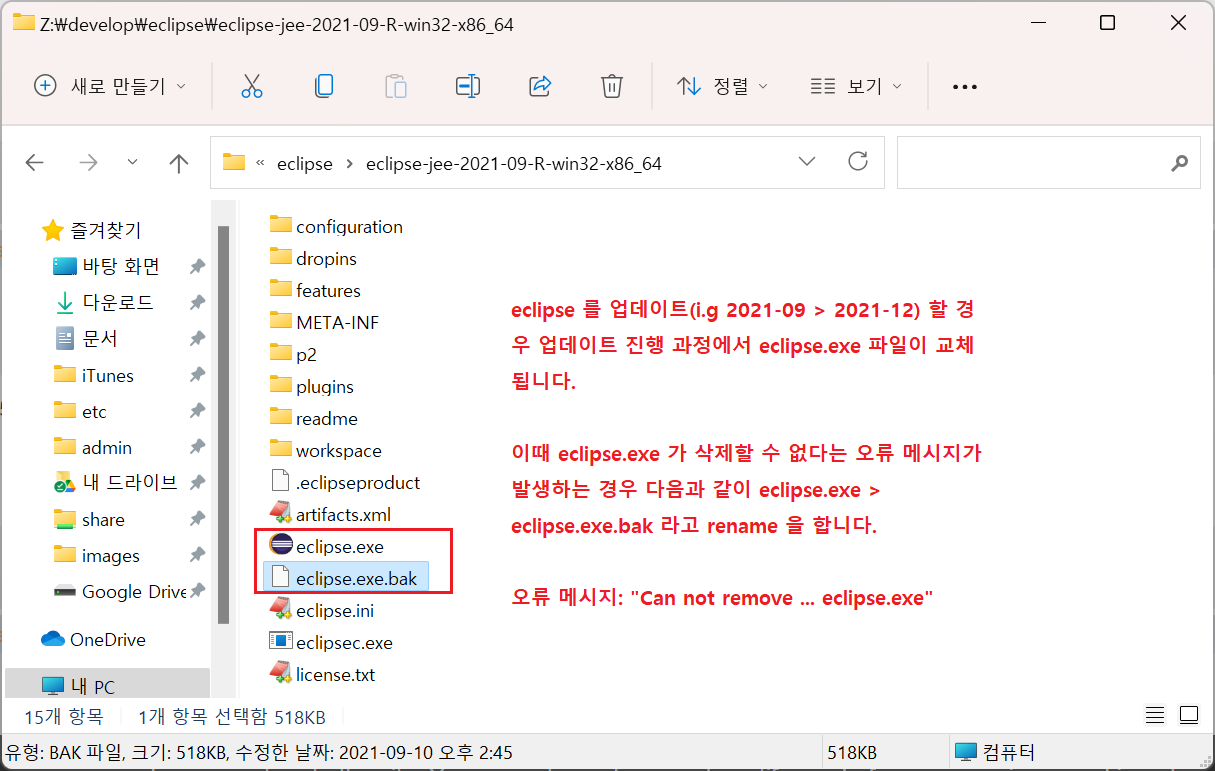 Z:₩develop₩eclipse₩eclipse-jee-2021-09-R-win32-x86_64
새로 만들기
정렬
보기
« eclipse > eclipse-jee-2021-09-R-win32-x86_64
즐겨찾기
바탕 화면
다운로드
문서
iTunes
etc
admin
내 드라이브
share
images
Google Drive
OneDrive
내 PC
configuration
dropins
features
META-INF
p2
plugins
readme
workspace
.eclipseproduct
artifacts.xml
eclipse.exe
eclipse.exe.bak
eclipse.ini
eclipsec.exe
license.txt
eclipse 를 업데이트(i.g 2021-09 > 2021-12) 할 경
우 업데이트 진행 과정에서 eclipse.exe 파일이 교체
됩니다.
이때 eclipse.exe 가 삭제할 수 없다는 오류 메시지가
발생하는 경우 다음과 같이 eclipse.exe >
eclipse.exe.bak 라고 rename 을 합니다.
오류 메시지: "Can not remove ... eclipse.exe"
15개 항목
1개 항목 선택함 518KB
유형: BAK 파일, 크기: 518KB, 수정한 날짜: 2021-09-10 오후 2:45
518KB
컴퓨터